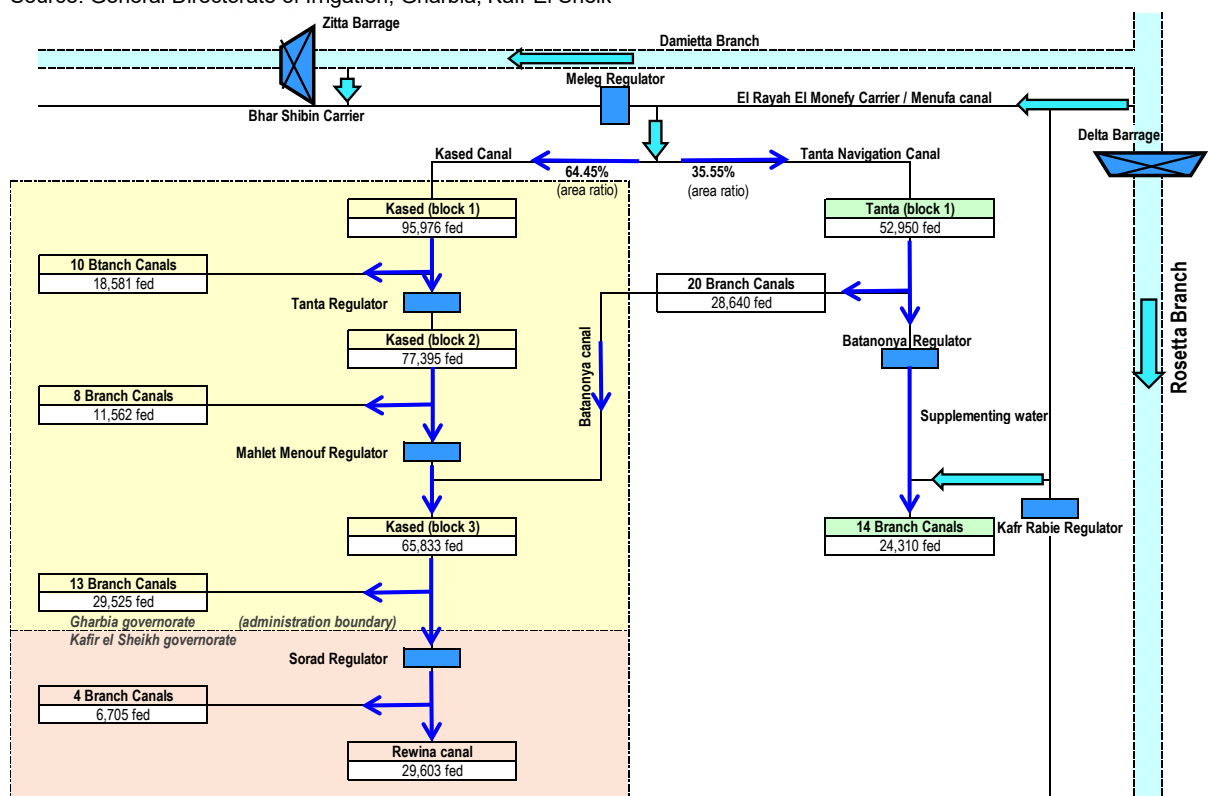 Source: General Directorate of Irrigation, Gharbia, Kafr El Sheik
Zitta Barrage
Damietta Branch
Meleg Regulator
El Rayah El Monefy Carrier / Menufa canal
Bhar Shibin Carrier
Delta Barrage
Kased Canal
Tanta Navigation Canal
64.45%
35.55%
(area ratio)
(area ratio)
Kased (block 1)
95,976 fed
Tanta (block 1)
52,950 fed
10 Btanch Canals
18,581 fed
20 Branch Canals
28,640 fed
Tanta Regulator
Rosetta Branch
Kased (block 2)
77,395 fed
Batanonya Regulator
Batanonya canal
8 Branch Canals
11,562 fed
Supplementing water
Mahlet Menouf Regulator
Kased (block 3)
65,833 fed
14 Branch Canals
24,310 fed
Kafr Rabie Regulator
13 Branch Canals
29,525 fed
Gharbia governorate (administration boundary)
Kafir el Sheikh governorate
Sorad Regulator
4 Branch Canals
6,705 fed
Rewina canal
29,603 fed